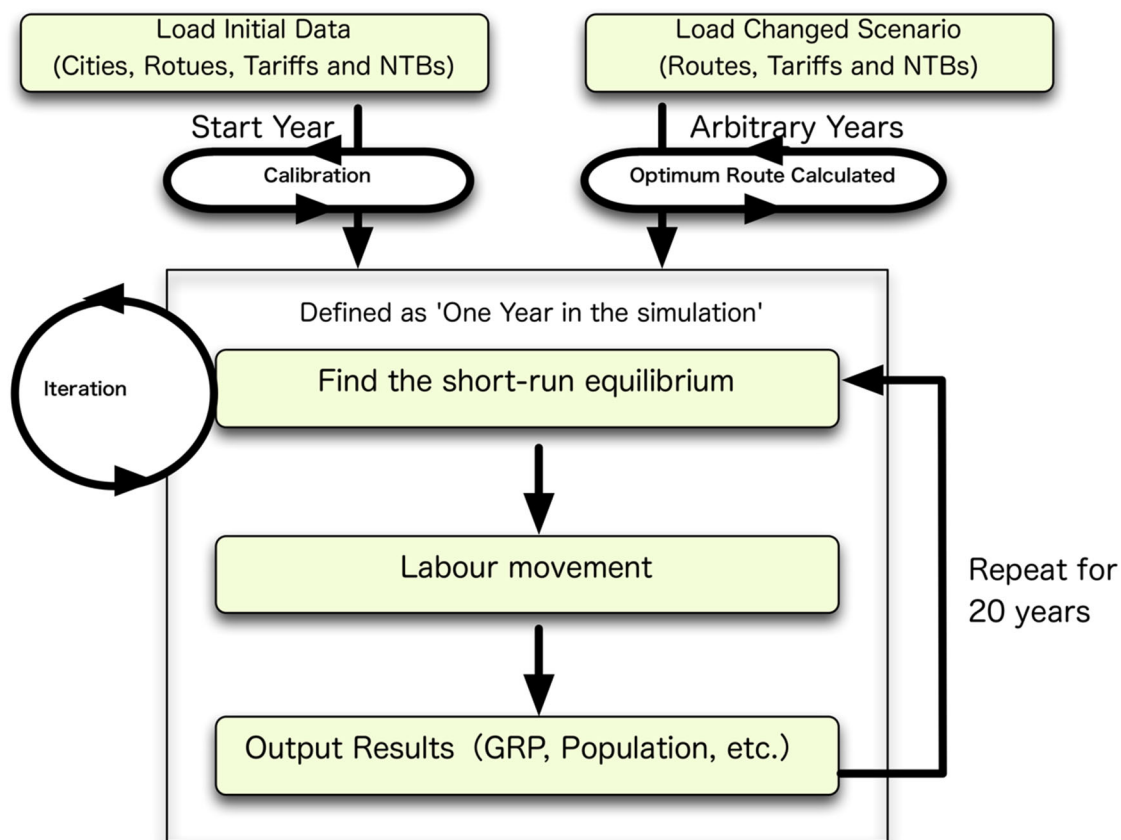 Load Initial Data
(Cities, Rotues, Tariffs and NTBs)
Load Changed Scenario
(Routes, Tariffs and NTBs)
Start Year
Arbitrary Years
Calibration
Optimum Route Calculated
Defined as 'One Year in the simulation'
Iteration
Find the short-run equilibrium
Labour movement
Repeat for
20 years
Output Results（GRP, Population, etc.）